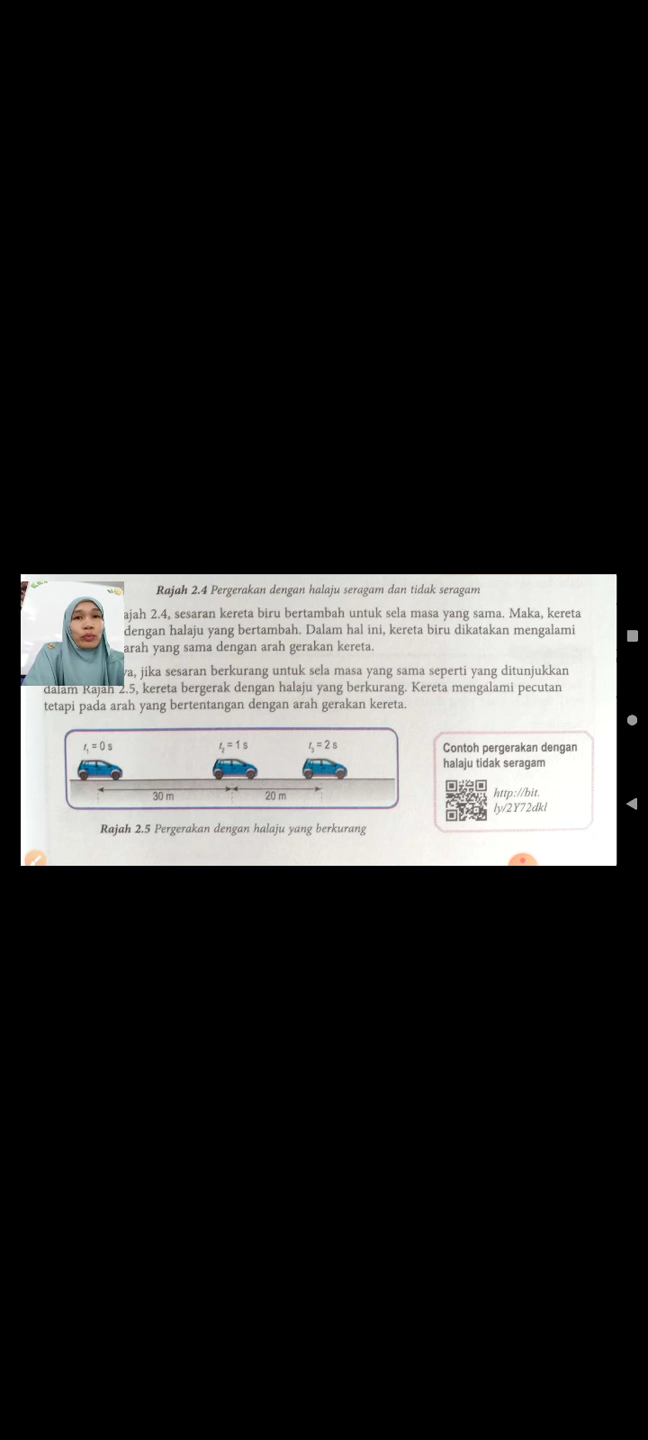 Rajah 2.4 Pergerakan dengan halaju seragam dan tidak seragam
ajah 2.4, sesaran kereta biru bertambah untuk sela masa yang sama. Maka, kereta
dengan halaju yang bertambah. Dalam hal ini, kereta biru dikatakan mengalami
arah yang sama dengan arah gerakan kereta.
ya, jika sesaran berkurang untuk sela masa yang sama seperti yang ditunjukkan
dalam Rajah 2.5, kereta bergerak dengan halaju yang berkurang. Kereta mengalami pecutan
tetapi pada arah yang bertentangan dengan arah gerakan kereta.
t₁ = 0 s t₂ = 1 s t₃ = 2 s
30 m 20 m
Rajah 2.5 Pergerakan dengan halaju yang berkurang
Contoh pergerakan dengan
halaju tidak seragam
http://bit.
ly/2Y72dkl